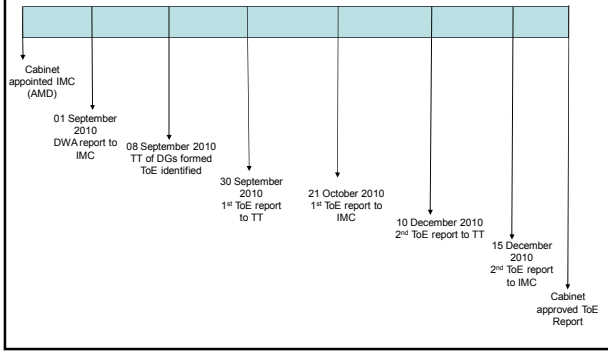 Cabinet
appointed IMC
(AMD)
01 September
2010
DWA report to
IMC
08 September 2010
TT of DGs formed
ToE identified
30 September
2010
1st ToE report
to TT
21 October 2010
1st ToE report to
IMC
10 December 2010
2nd ToE report to TT
15 December
2010
2nd ToE report
to IMC
Cabinet
approved ToE
Report